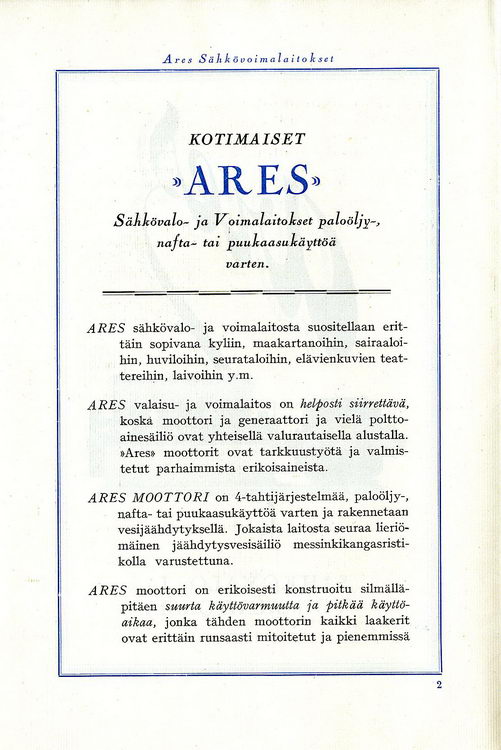 Ares Sähkövoimalaitokset
KOTIMAISET
»ARES»
Sähkövalo- ja Voimalaitokset paloöljy-,
nafta- tai puukaasukäyttöä
varten.
ARES sähkövalo- ja voimalaitosta suositellaan erit-
täin sopivana kyliin, maakartanoihin, sairaaloi-
hin, huviloihin, seurataloihin, elävienkuvien teat-
tereihin, laivoihin y.m.
ARES valaisu- ja voimalaitos on helposti siirrettävä,
koska moottori ja generaattori ja vielä poltto-
ainesäiliö ovat yhteisellä valurautaisella alustalla.
»Ares» moottorit ovat tarkkuustyötä ja valmis-
tetut parhaimmista erikoisaineista.
ARES MOOTTORI on 4-tahtijärjestelmää, paloöljy-,
nafta- tai puukaasukäyttöä varten ja rakennetaan
vesijäähdytyksellä. Jokaista laitosta seuraa lieriö-
mäinen jäähdytysvesisäiliö messinkikangasristi-
kolla varustettuna.
ARES moottori on erikoisesti konstruoitu silmällä-
pitäen suurta käyttövarmuutta ja pitkää käyttö-
aikaa, jonka tähden moottorin kaikki laakerit
ovat erittäin runsaasti mitoitetut ja pienemmissä
2